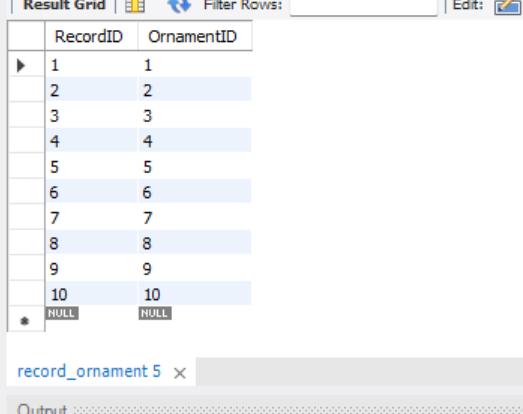 Result Grid Filter Rows: Edit:
RecordID OrnamentID
1 1
2 2
3 3
4 4
5 5
6 6
7 7
8 8
9 9
10 10
NULL NULL
record_ornament 5 ×
Output